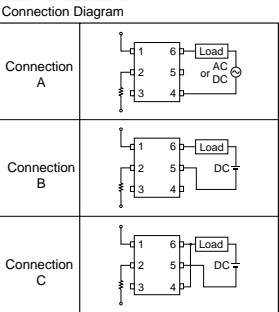 Connection Diagram
Connection
A
1 6 Load
2 5 AC
or DC
3 4
Connection
B
1 6 Load
2 5 DC
3 4
Connection
C
1 6 Load
2 5 DC
3 4